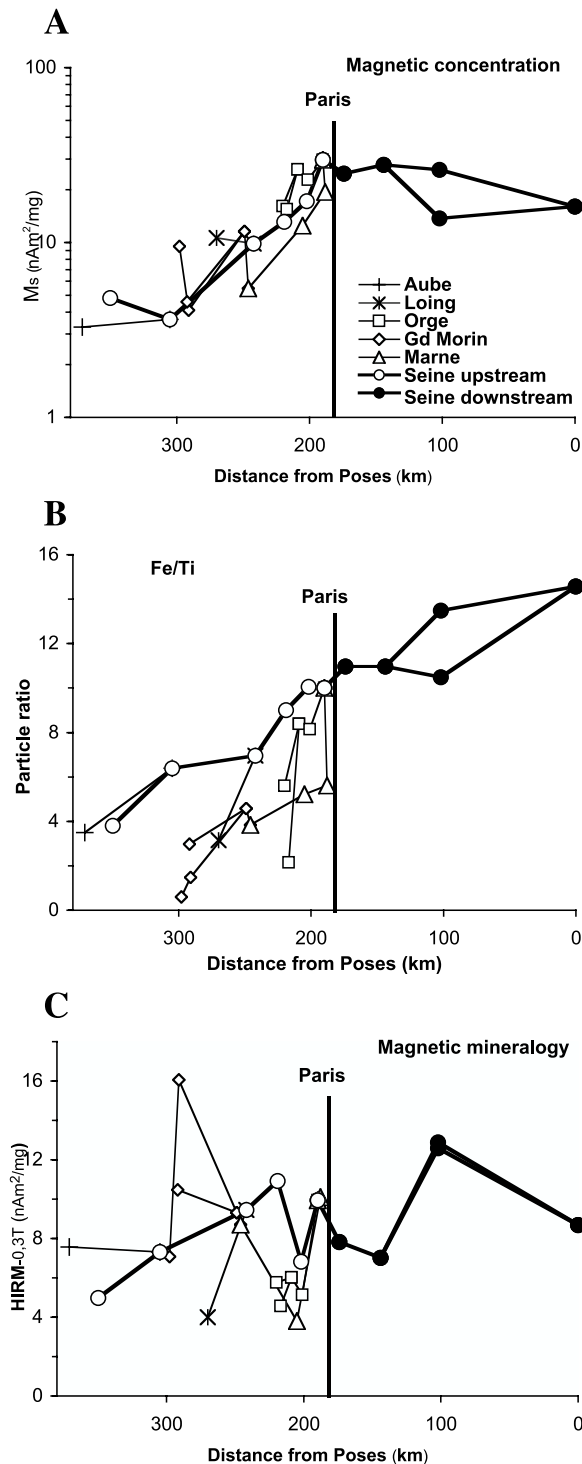 A
Magnetic concentration
Paris
100
10
1
Ms (nAm²/mg)
Aube
Loing
Orge
Gd Morin
Marne
Seine upstream
Seine downstream
300
200
100
0
Distance from Poses (km)
B
Fe/Ti
Paris
16
12
8
4
0
Particle ratio
300
200
100
0
Distance from Poses (km)
C
Magnetic mineralogy
Paris
16
12
8
4
0
HIRM-0,3T (nAm²/mg)
300
200
100
0
Distance from Poses (km)